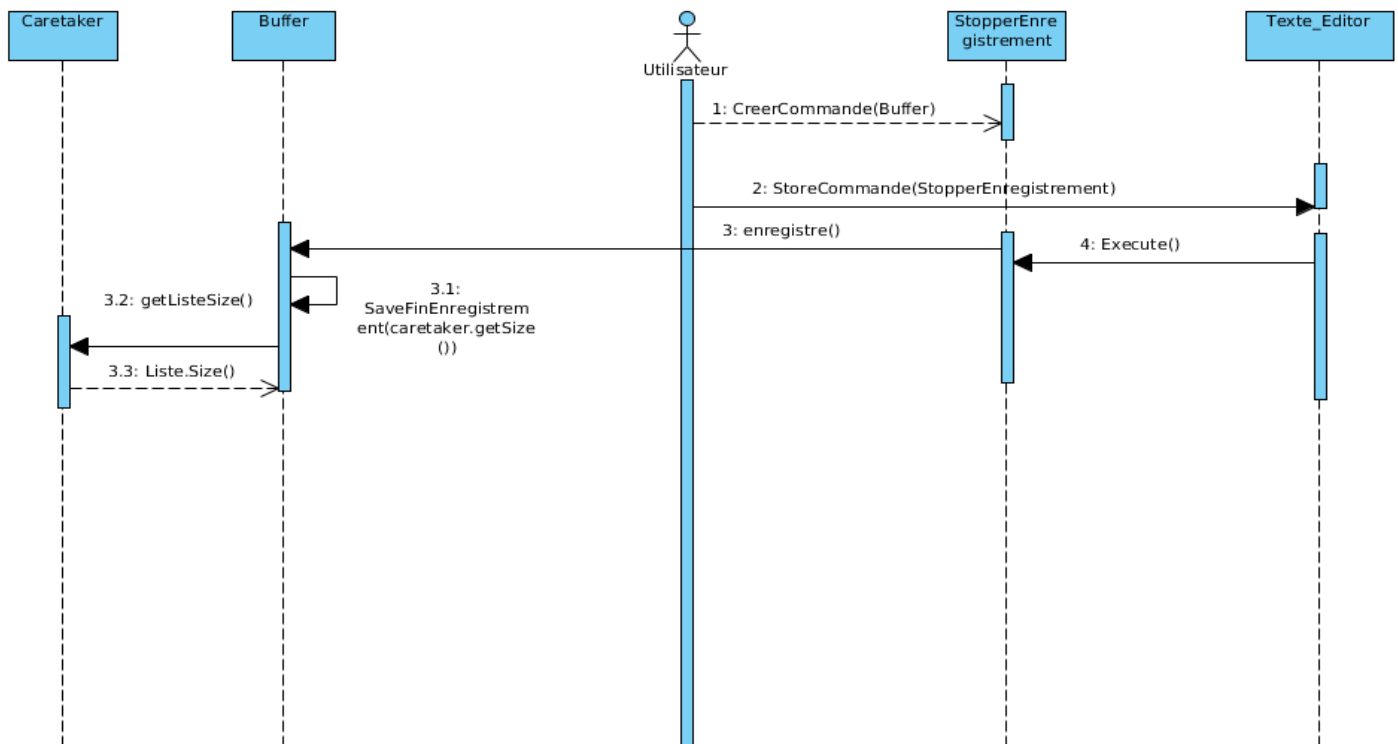 Caretaker
Buffer
Utilisateur
StopperEnre
gistrement
Texte_Editor
1: CreerCommande(Buffer)
2: StoreCommande(StopperEnregistrement)
3: enregistre()
4: Execute()
3.1:
SaveFinEnregistrem
ent(caretaker.getSize
())
3.2: getListeSize()
3.3: Liste.Size()